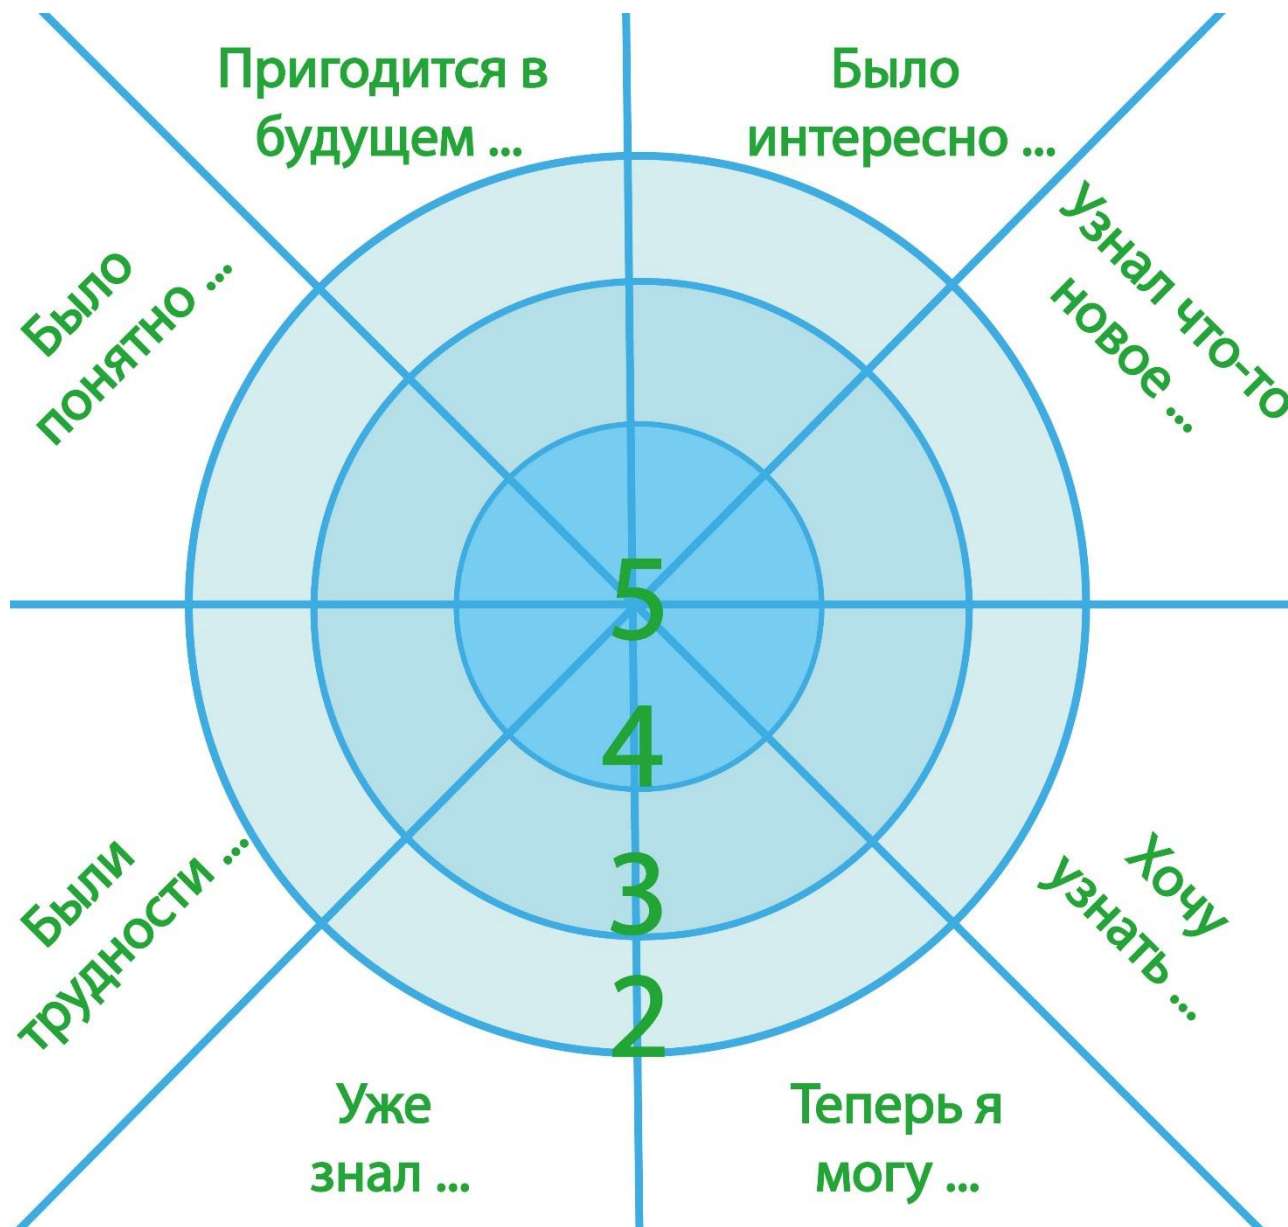 Пригодится в
будущем ...
Было
интересно ...
Узнал что-то
новое ...
Было
понятно ...
5
4
3
2
Были
трудности ...
Хочу
узнать ...
Уже
знал ...
Теперь я
могу ...